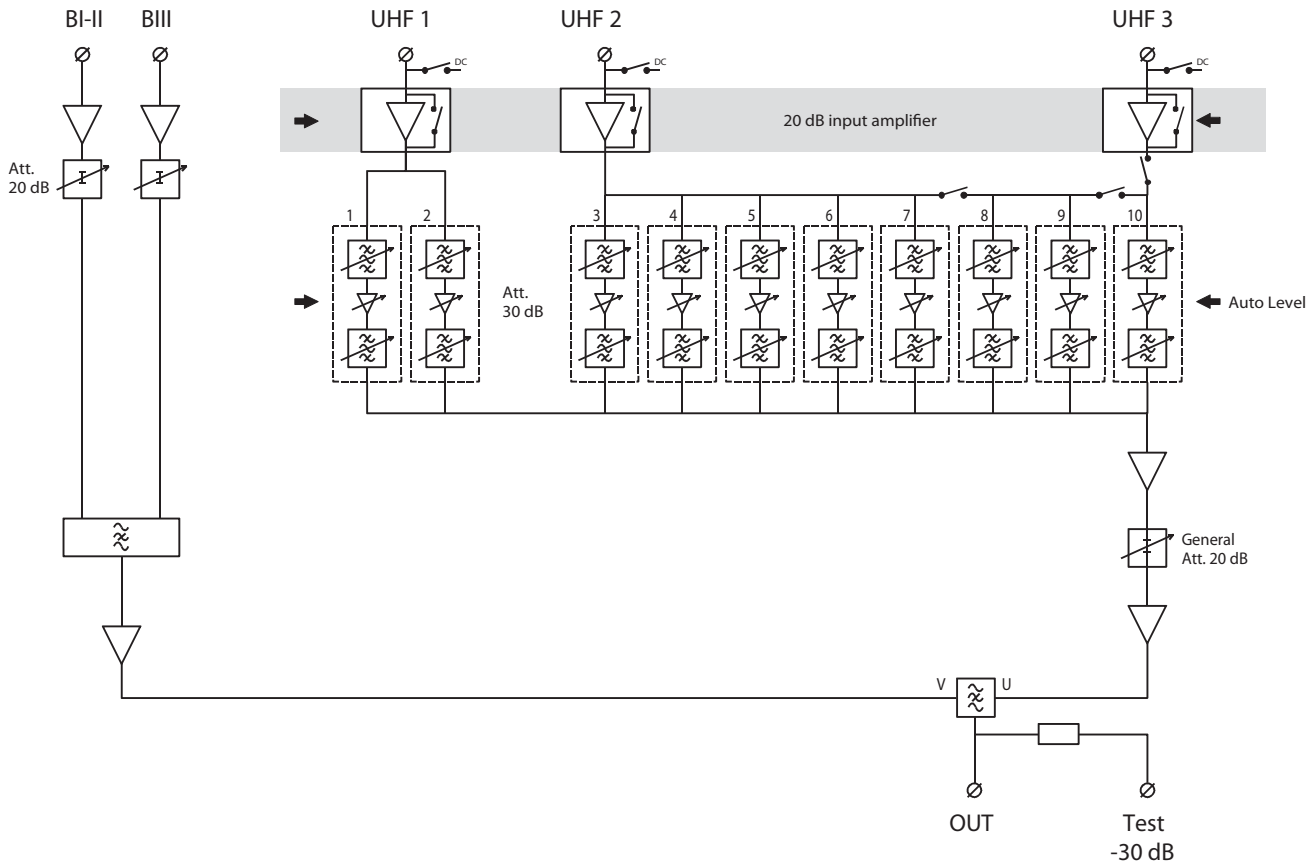 BI-II
BIII
UHF 1
UHF 2
UHF 3
DC
DC
DC
20 dB input amplifier
Att.
20 dB
1
2
3
4
5
6
7
8
9
10
Att.
30 dB
Auto Level
General
Att. 20 dB
V
U
OUT
Test
-30 dB